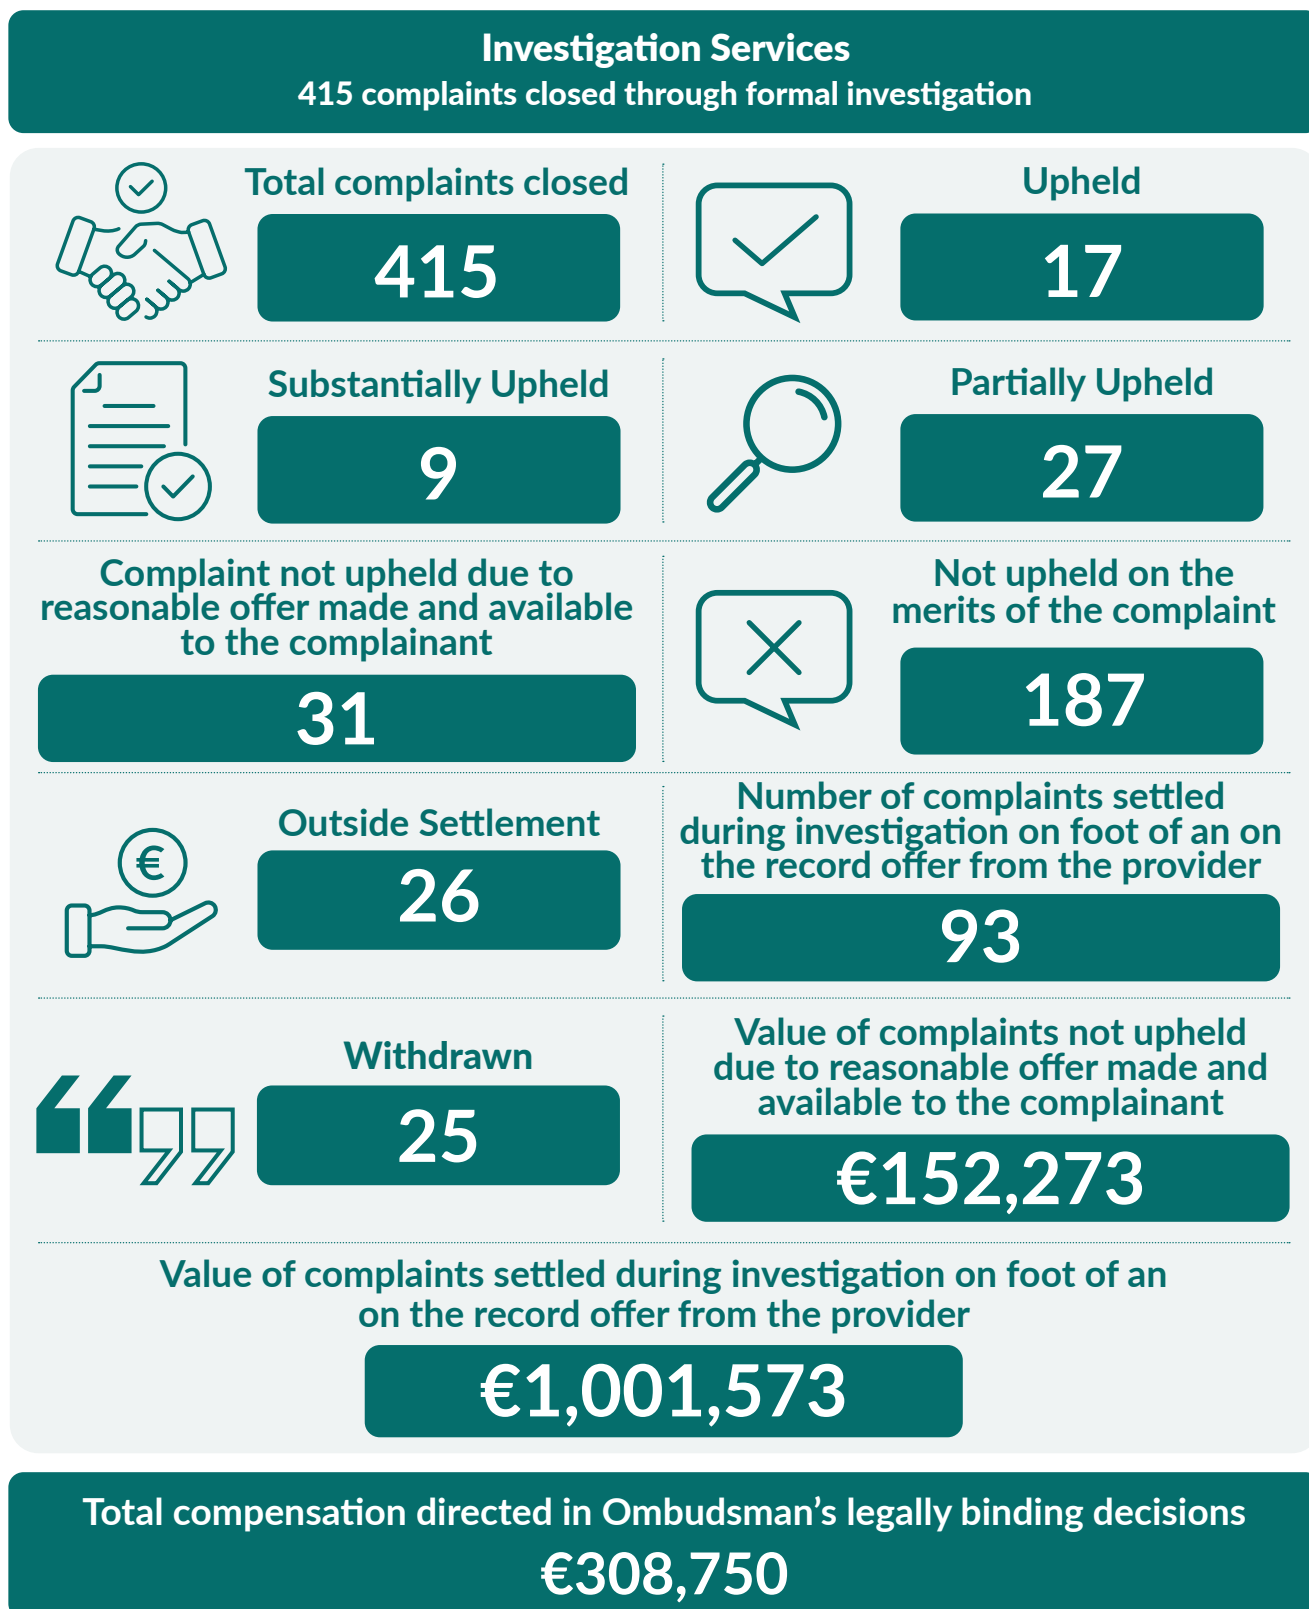 Investigation Services
415 complaints closed through formal investigation
Total complaints closed
415
Upheld
17
Substantially Upheld
9
Partially Upheld
27
Complaint not upheld due to
reasonable offer made and available
to the complainant
31
Not upheld on the
merits of the complaint
187
Outside Settlement
€
26
Number of complaints settled
during investigation on foot of an on
the record offer from the provider
93
Withdrawn
25
Value of complaints not upheld
due to reasonable offer made and
available to the complainant
€152,273
Value of complaints settled during investigation on foot of an
on the record offer from the provider
€1,001,573
Total compensation directed in Ombudsman’s legally binding decisions
€308,750